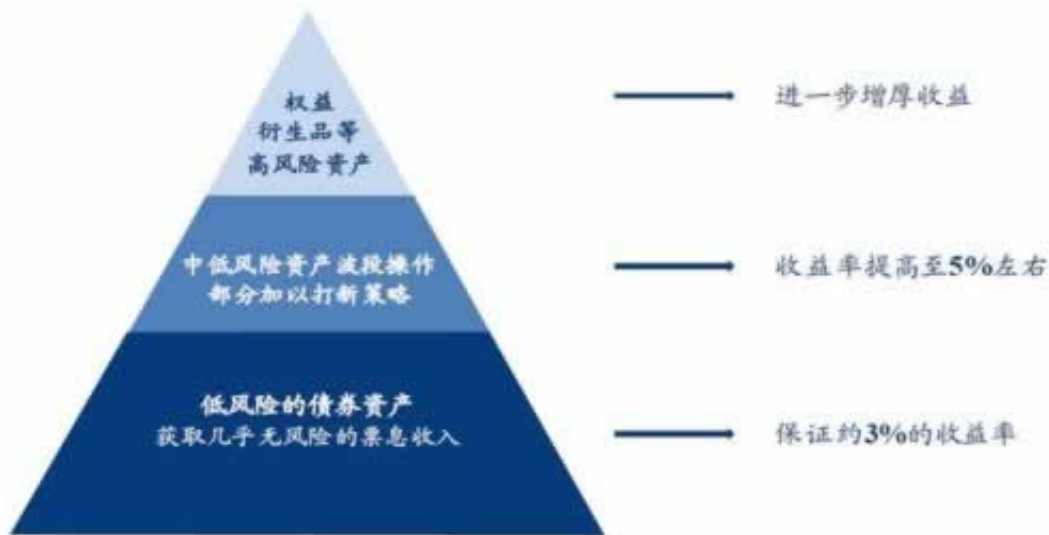 权益
衍生品等
高风险资产
进一步增厚收益
中低风险资产波段操作
部分加以打新策略
收益率提高至5%左右
低风险的债券资产
获取几乎无风险的票息收入
保证约3%的收益率